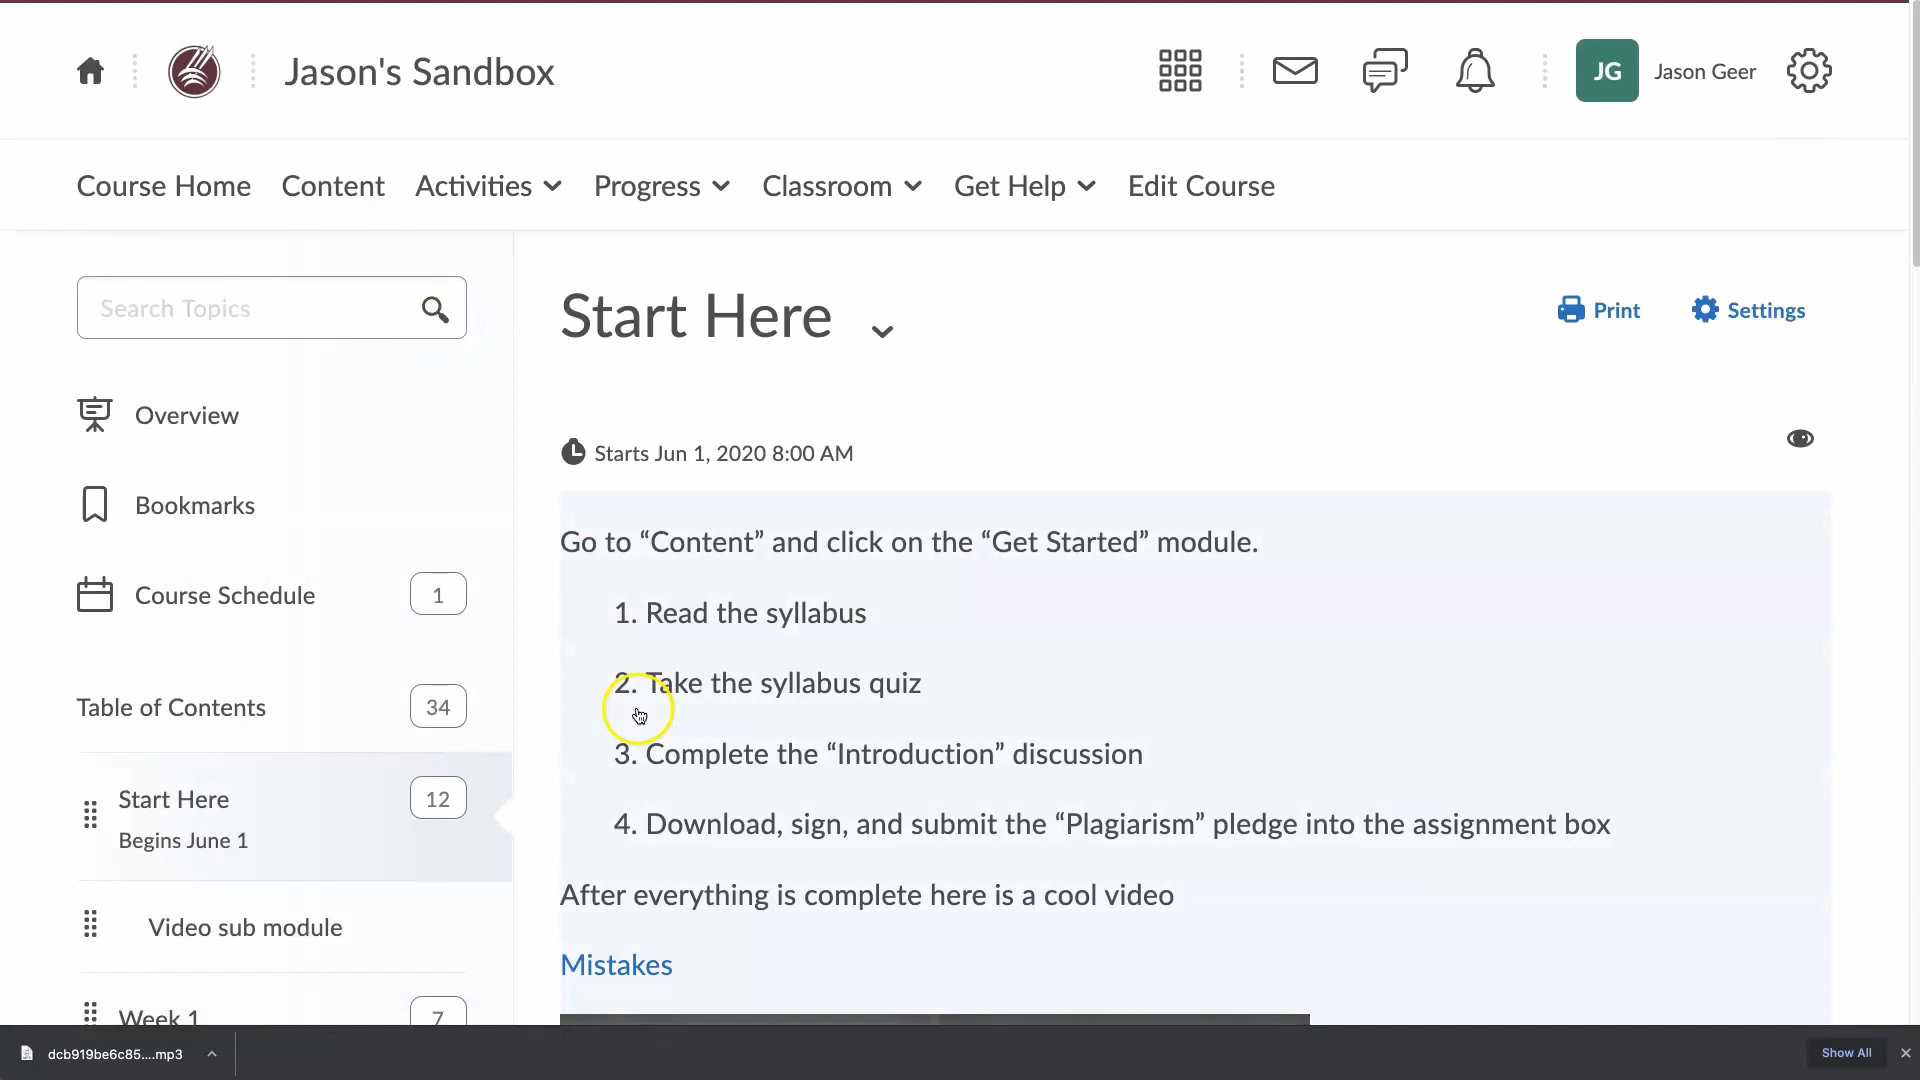 Jason's Sandbox
JG
Jason Geer
Course Home Content Activities Progress Classroom Get Help Edit Course
Search Topics
Overview
Bookmarks
Course Schedule 1
Table of Contents 34
Start Here 12
Begins June 1
Video sub module
Week 1 7
Start Here
Print Settings
Starts Jun 1, 2020 8:00 AM
Go to “Content” and click on the “Get Started” module.
1. Read the syllabus
2. Take the syllabus quiz
3. Complete the “Introduction” discussion
4. Download, sign, and submit the “Plagiarism” pledge into the assignment box
After everything is complete here is a cool video
Mistakes
dcb919be6c85....mp3
Show All